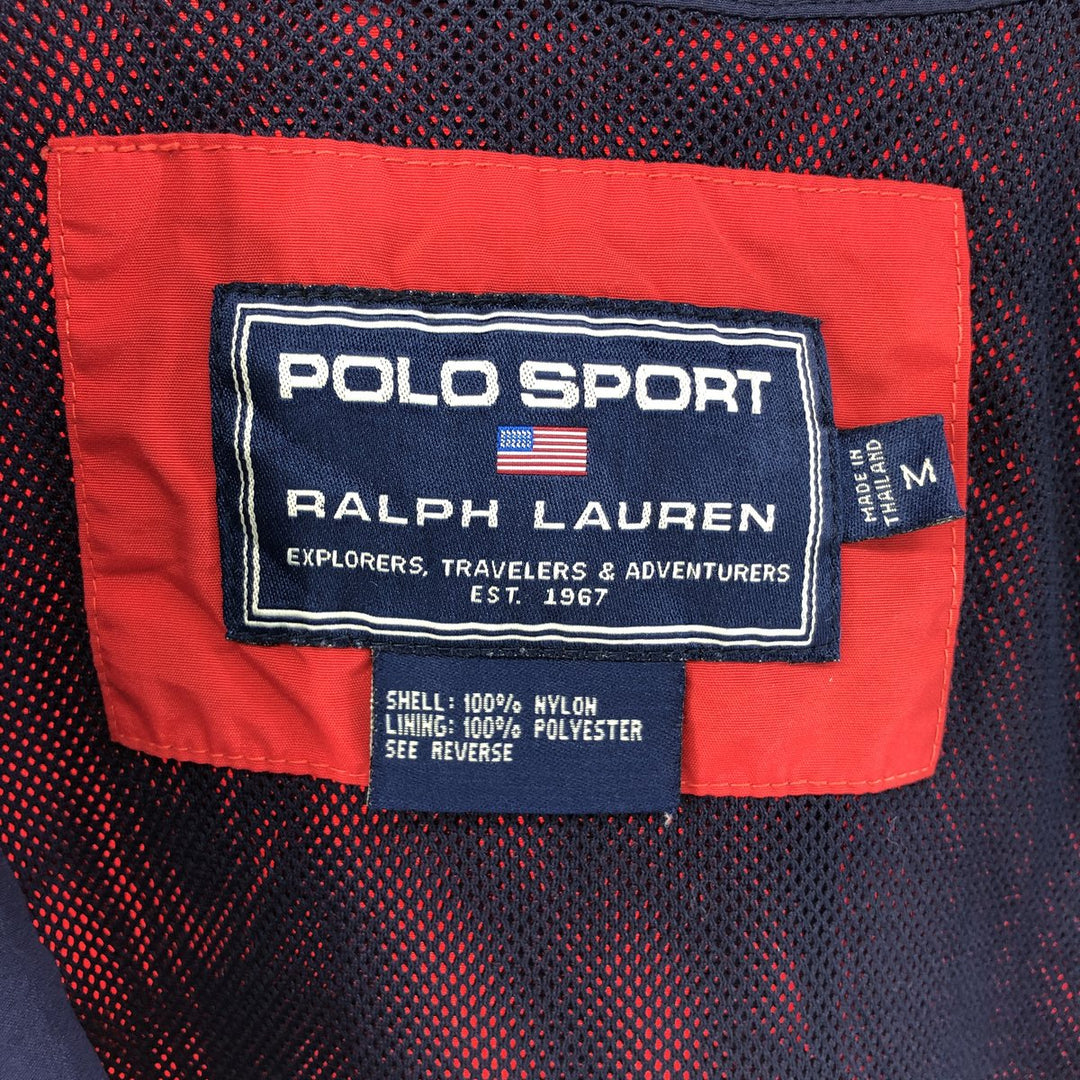 POLO SPORT
RALPH LAUREN
EXPLORERS, TRAVELERS & ADVENTURERS
EST. 1967
MADE IN
THAILAND
M
SHELL: 100% NYLON
LINING: 100% POLYESTER
SEE REVERSE